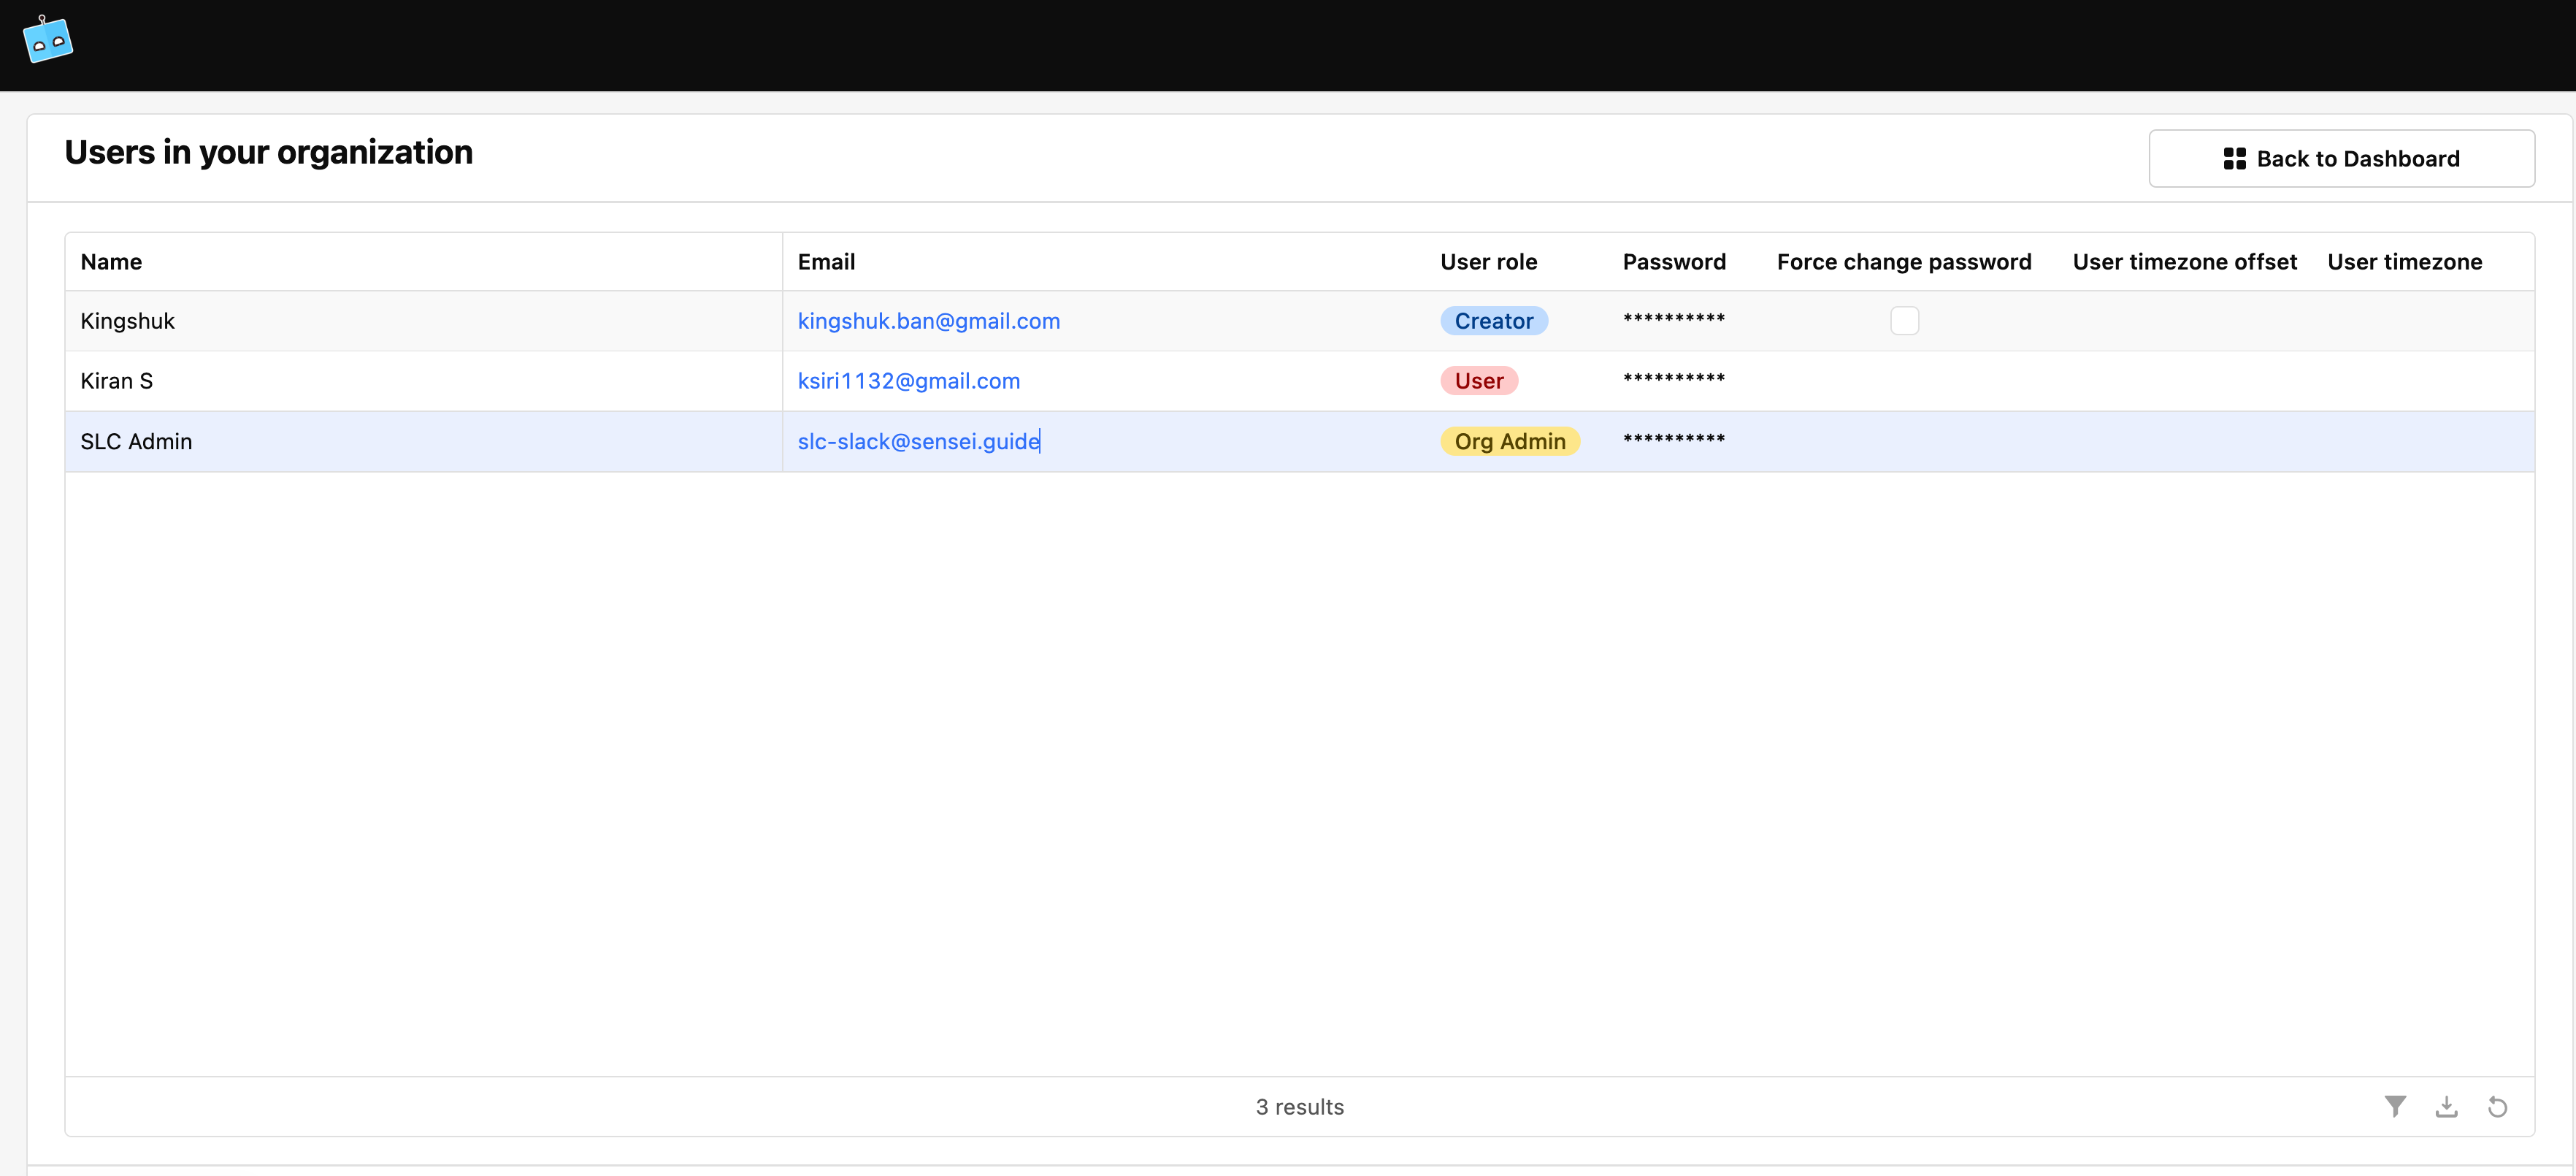 Users in your organization
Back to Dashboard
Name Email User role Password Force change password User timezone offset User timezone
Kingshuk kingshuk.ban@gmail.com Creator **********
Kiran S ksiri1132@gmail.com User **********
SLC Admin slc-slack@sensei.guide Org Admin **********
3 results